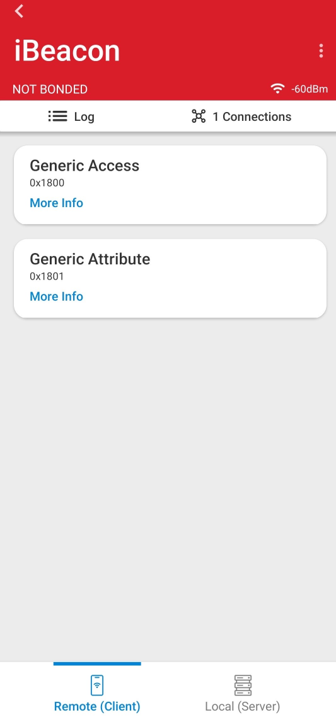 iBeacon
NOT BONDED
-60dBm
Log
1 Connections
Generic Access
0x1800
More Info
Generic Attribute
0x1801
More Info
Remote (Client)
Local (Server)